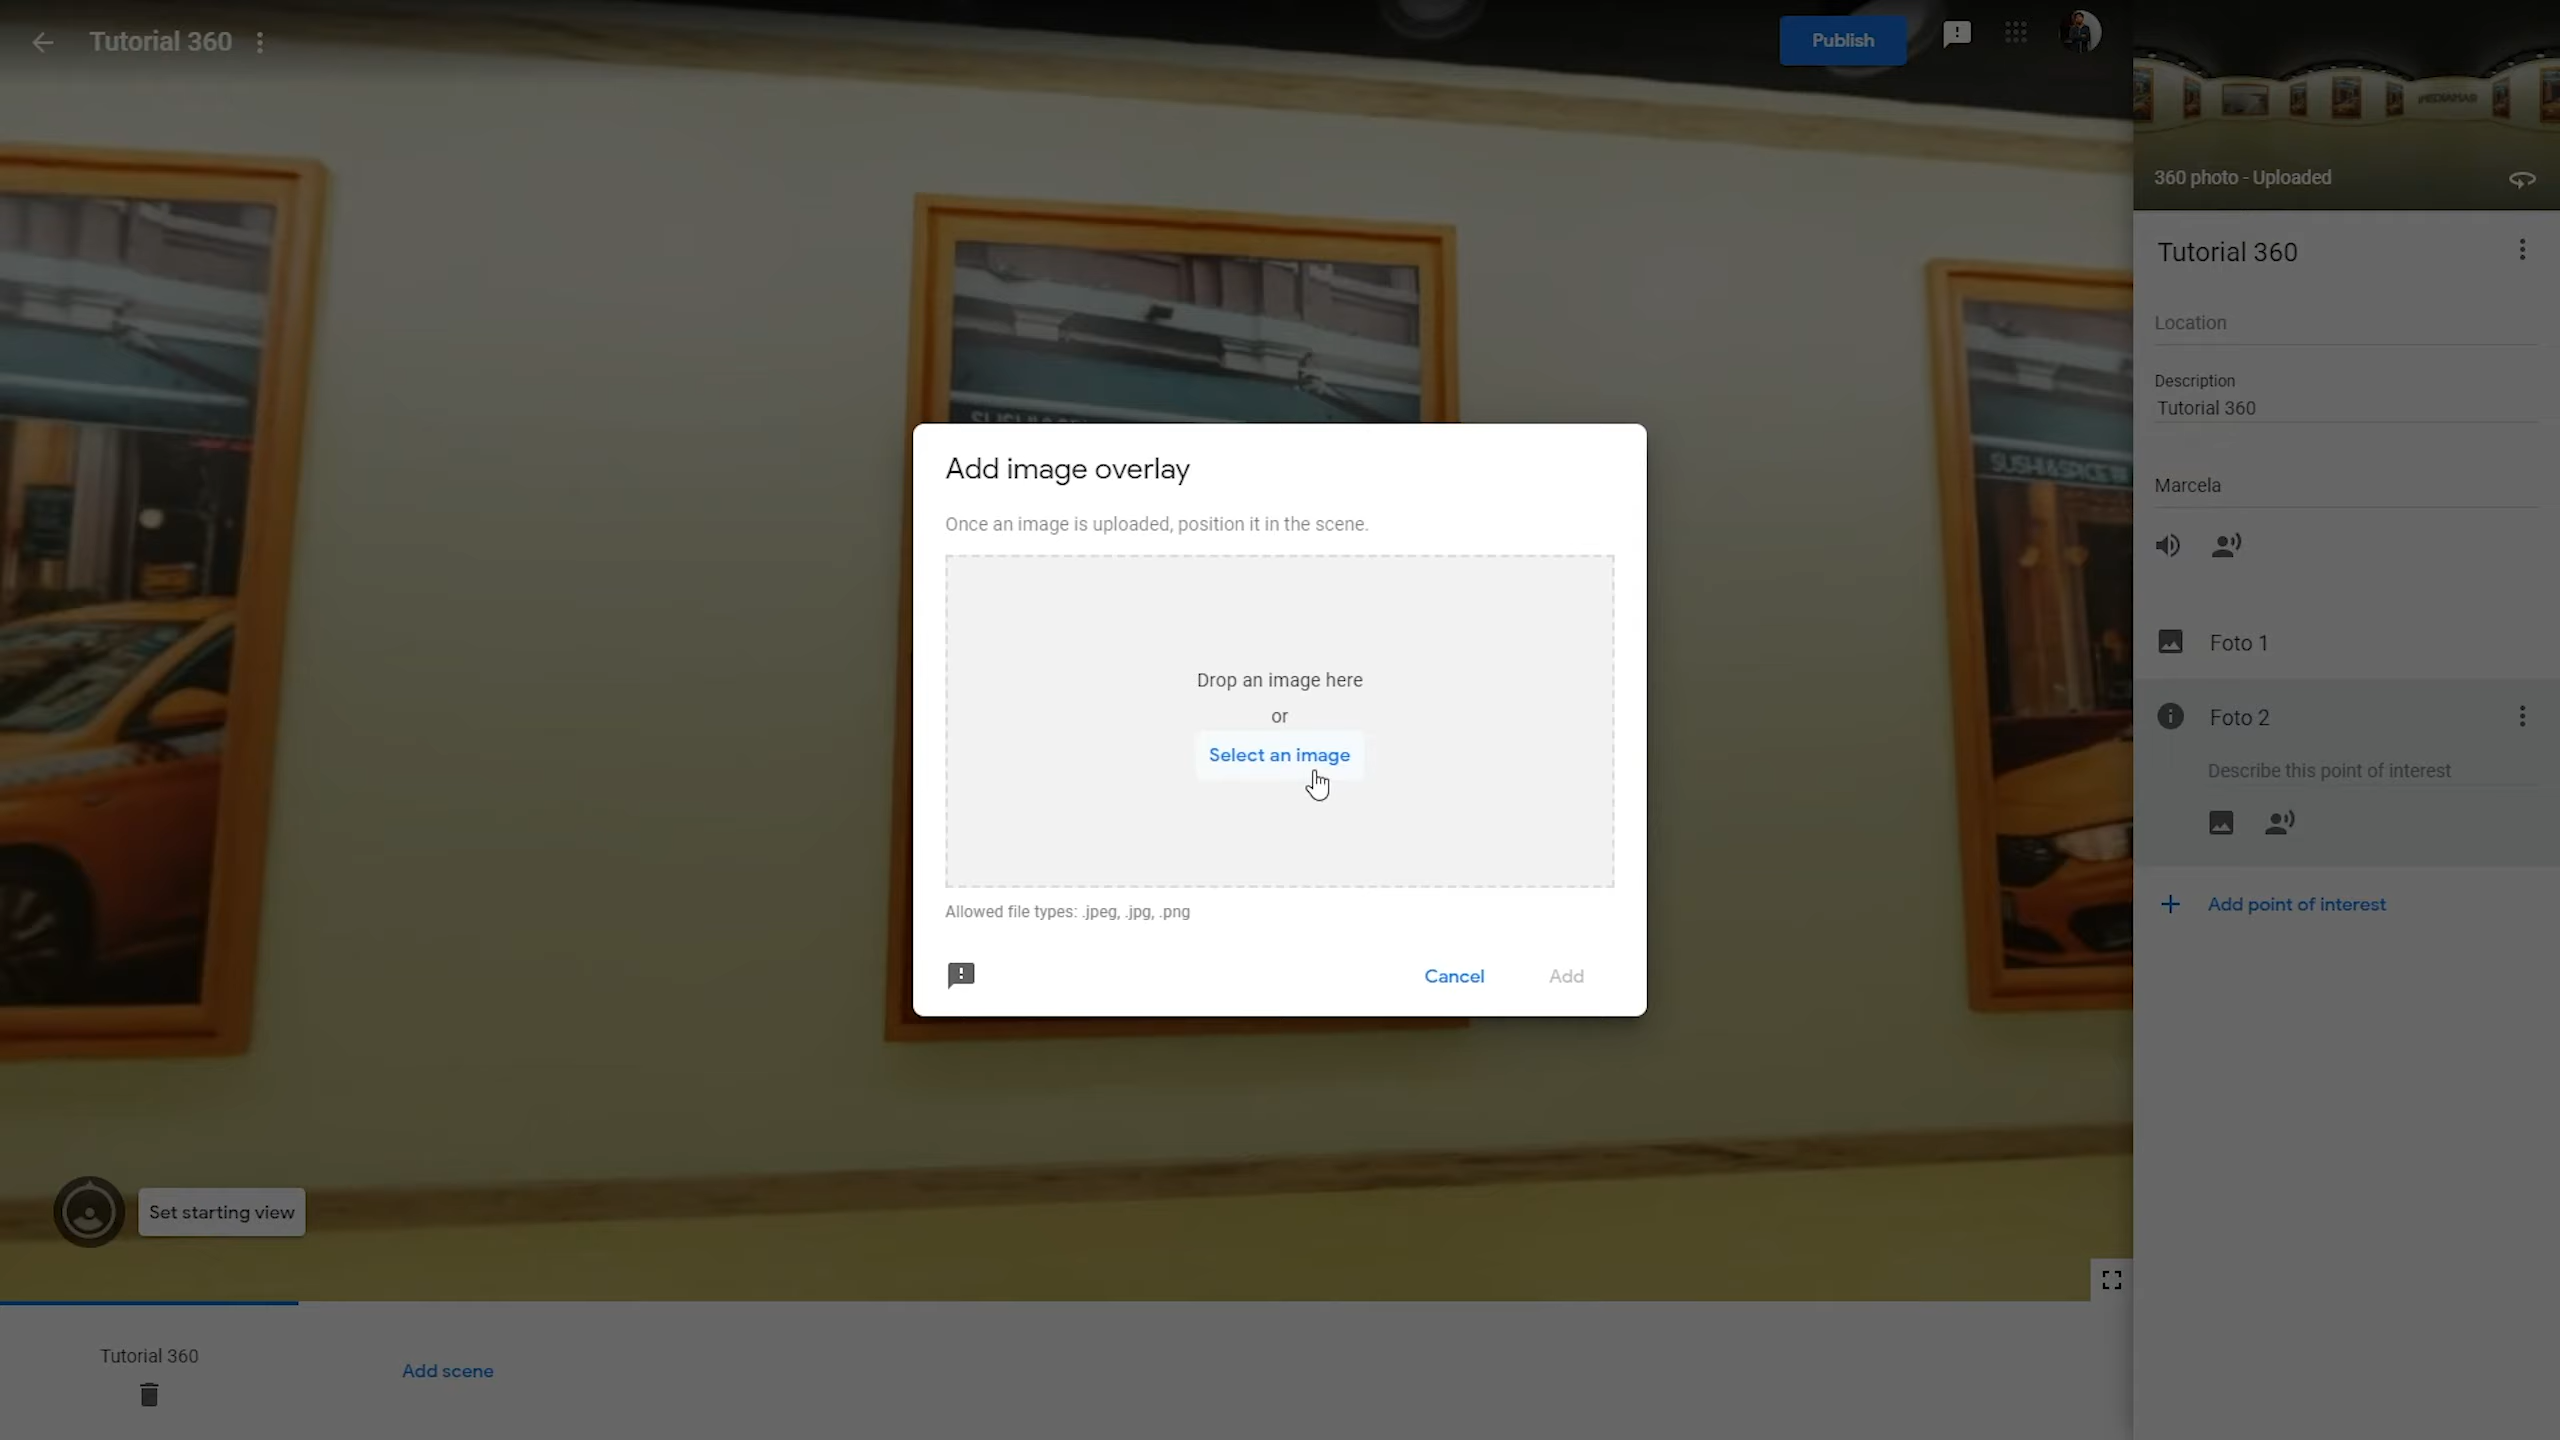 Tutorial 360
Publish
360 photo - Uploaded
Tutorial 360
Location
Description
Tutorial 360
Marcela
Foto 1
Foto 2
Describe this point of interest
Add point of interest
SUSHI & SPICE
Add image overlay
Once an image is uploaded, position it in the scene.
Drop an image here
or
Select an image
Allowed file types: .jpeg, .jpg, .png
Cancel
Add
Set starting view
Tutorial 360
Add scene